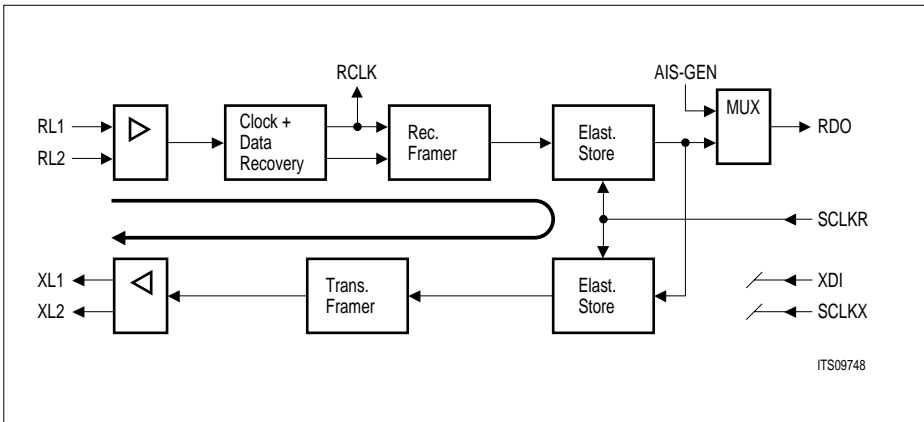 RCLK
AIS-GEN
MUX
RL1
RL2
Clock +
Data
Recovery
Rec.
Framer
Elast.
Store
RDO
SCLKR
XL1
XL2
Trans.
Framer
Elast.
Store
XDI
SCLKX
ITS09748